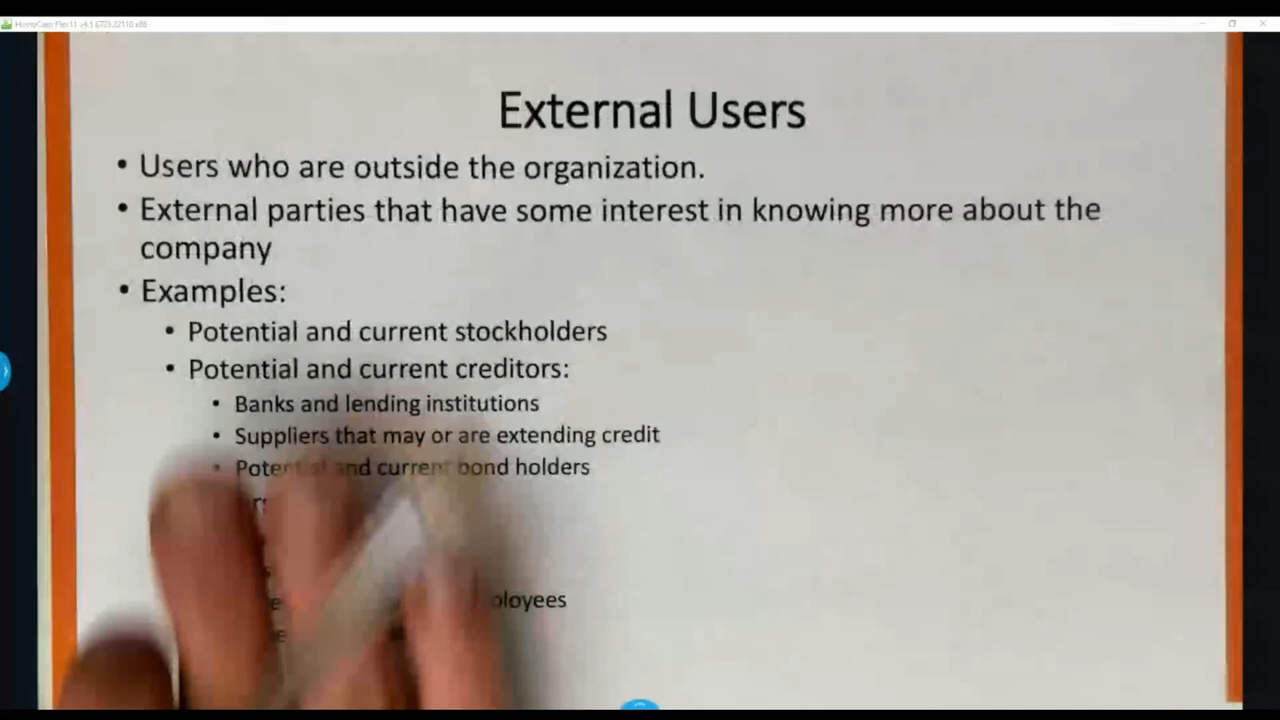 External Users
• Users who are outside the organization.
• External parties that have some interest in knowing more about the
company
• Examples:
• Potential and current stockholders
• Potential and current creditors:
• Banks and lending institutions
• Suppliers that may or are extending credit
• Potential and current bond holders